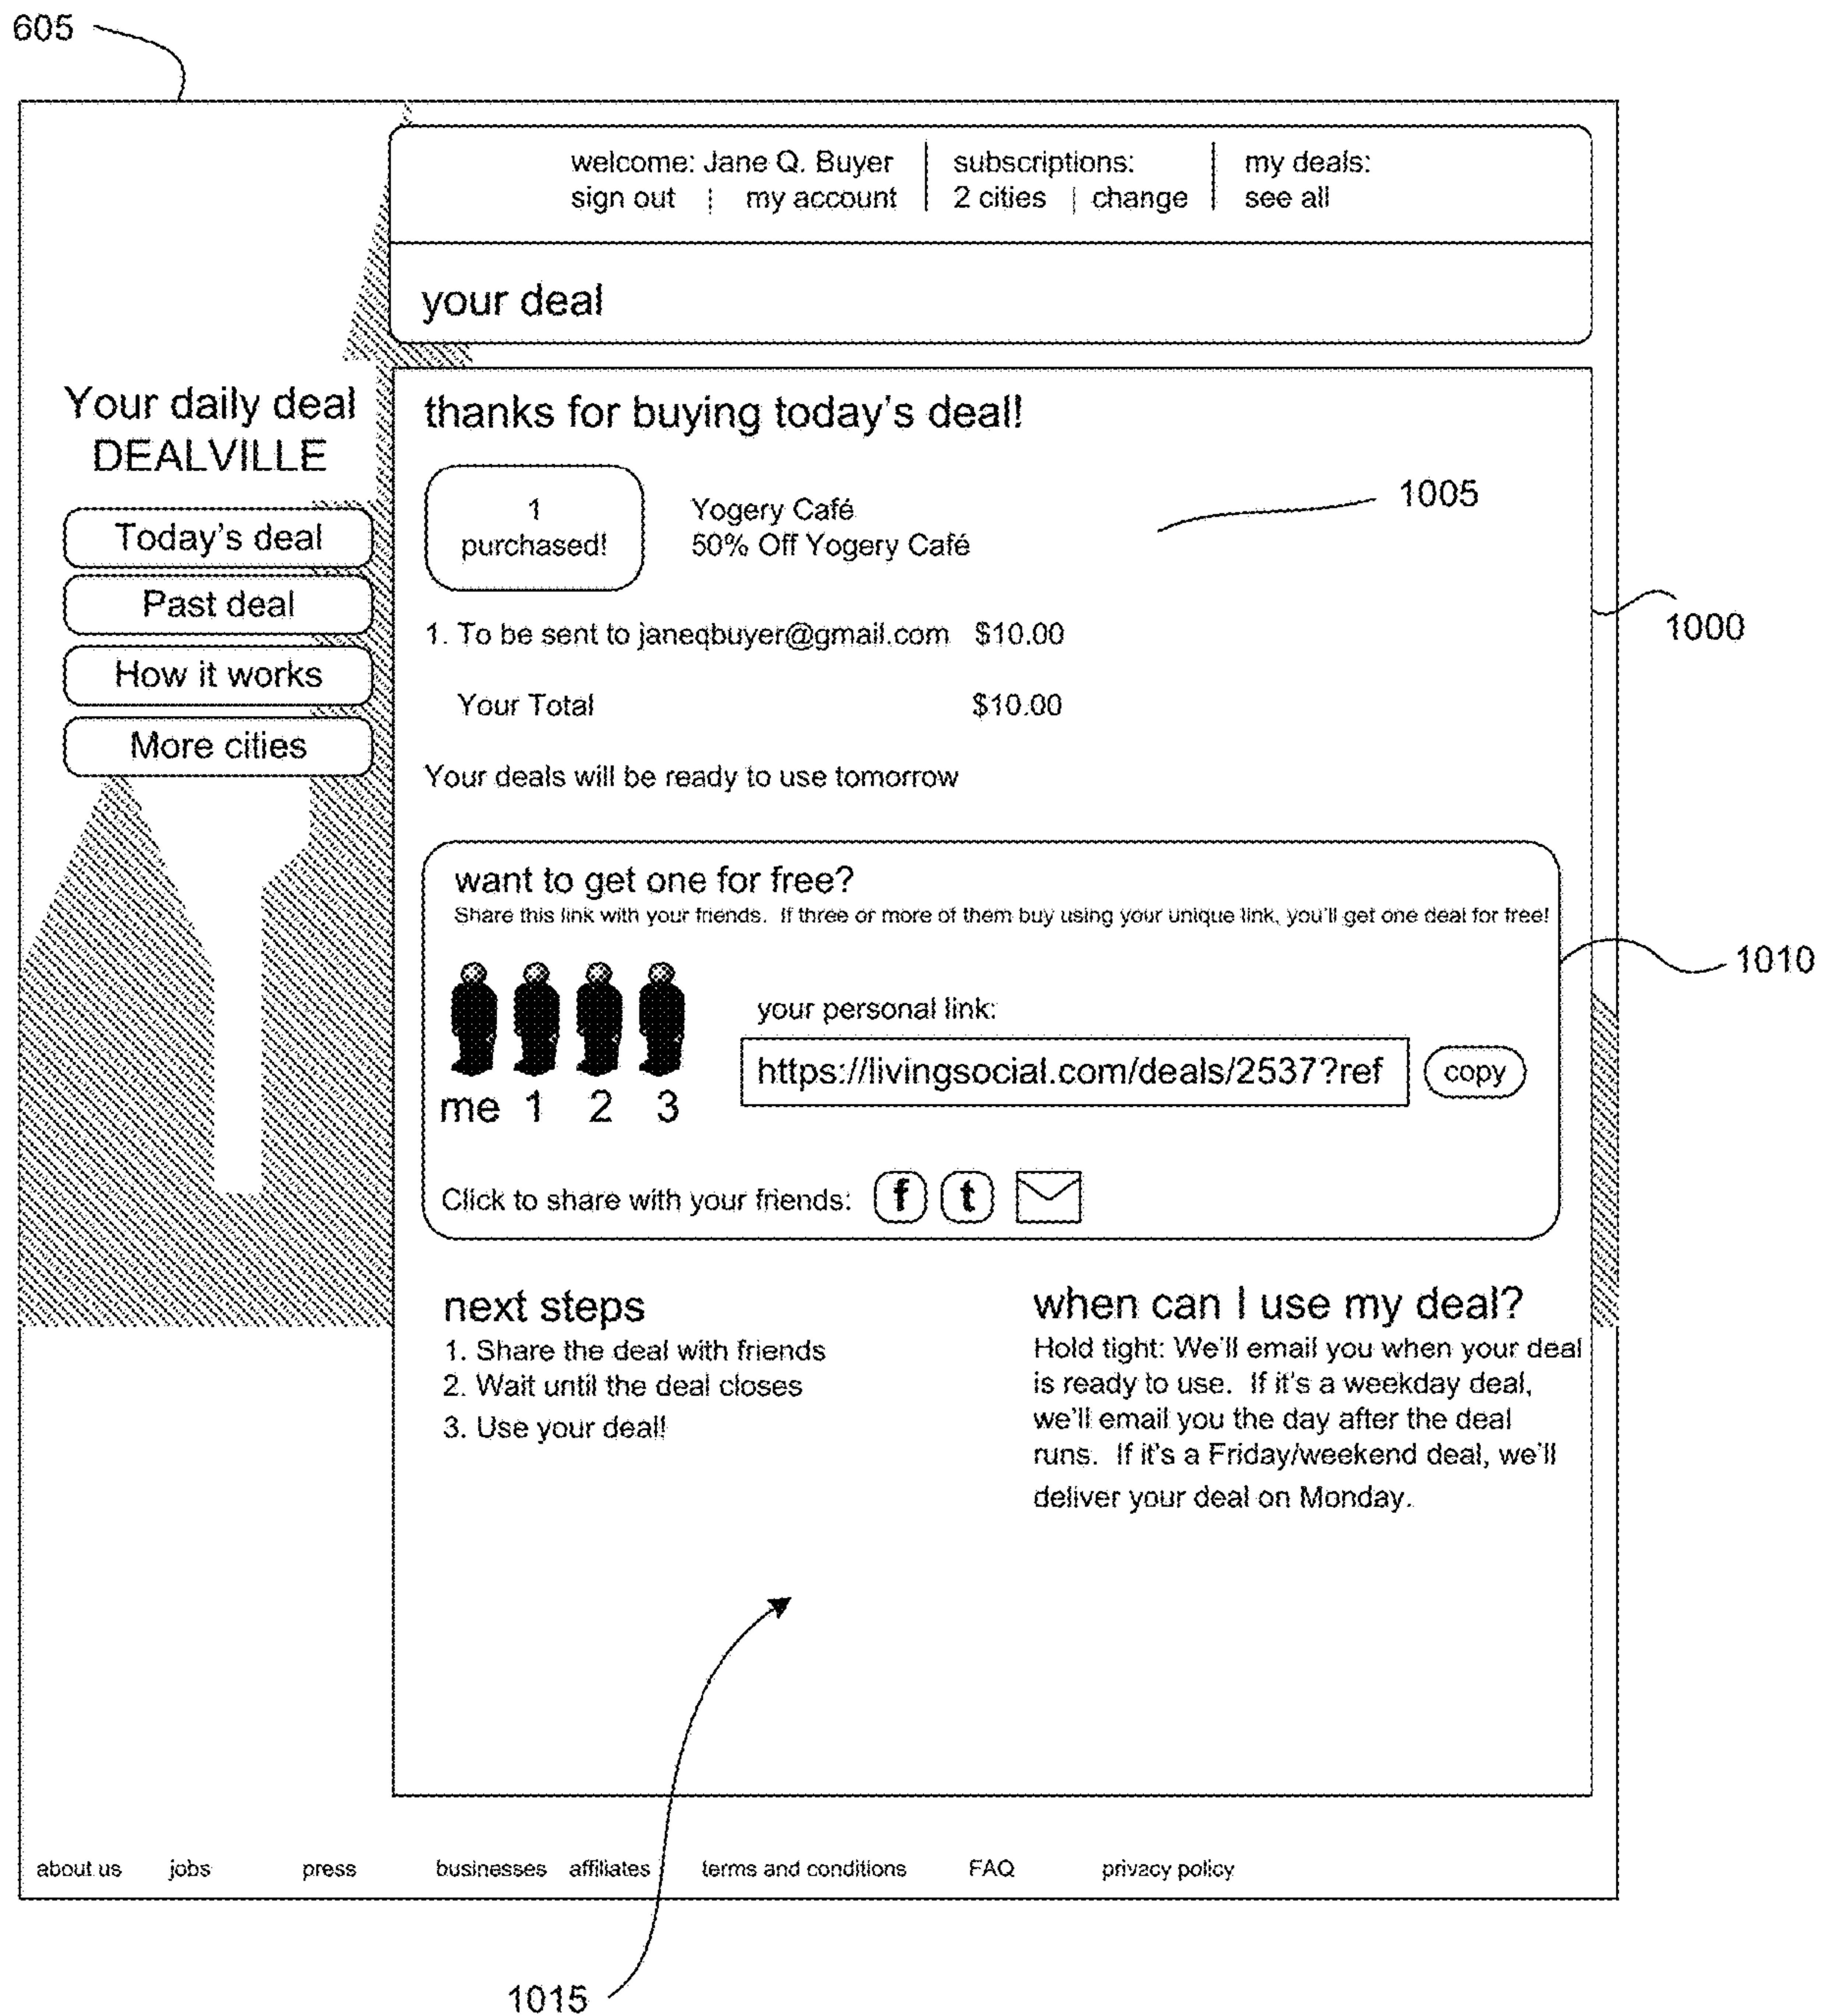 605
welcome: Jane Q. Buyer
sign out
my account
subscriptions:
2 cities
change
my deals:
see all
your deal
Your daily deal
DEALVILLE
Today's deal
Past deal
How it works
More cities
thanks for buying today's deal!
1
purchased!
Yogery Café
50% Off Yogery Café
1005
1000
1. To be sent to janeqbuyer@gmail.com $10.00
Your Total $10.00
Your deals will be ready to use tomorrow
want to get one for free?
Share this link with your friends. If three or more of them buy using your unique link, you'll get one deal for free!
1010
me 1 2 3
your personal link:
https://livingsocial.com/deals/2537?ref
copy
Click to share with your friends:
f t
next steps
1. Share the deal with friends
2. Wait until the deal closes
3. Use your deal!
when can I use my deal?
Hold tight: We'll email you when your deal
is ready to use. If it's a weekday deal,
we'll email you the day after the deal
runs. If it's a Friday/weekend deal, we'll
deliver your deal on Monday.
about us jobs press businesses affiliates terms and conditions FAQ privacy policy
1015